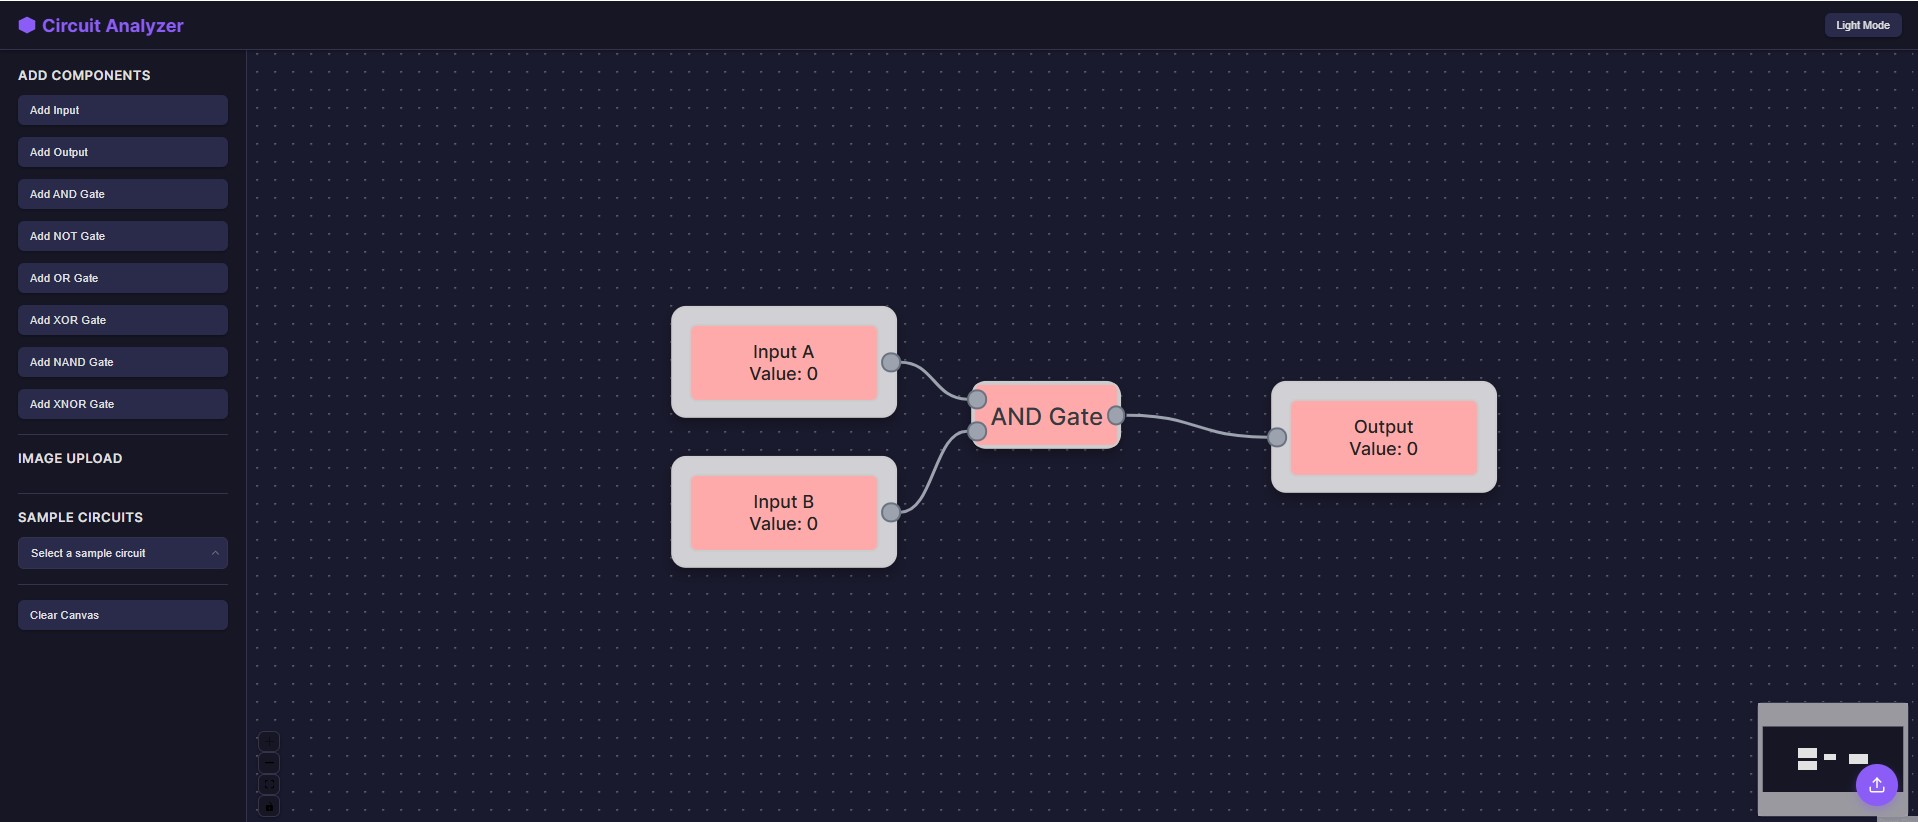 Circuit Analyzer
Light Mode
ADD COMPONENTS
Add Input
Add Output
Add AND Gate
Add NOT Gate
Add OR Gate
Add XOR Gate
Add NAND Gate
Add XNOR Gate
IMAGE UPLOAD
SAMPLE CIRCUITS
Select a sample circuit
Clear Canvas
Input A
Value: 0
Input B
Value: 0
AND Gate
Output
Value: 0